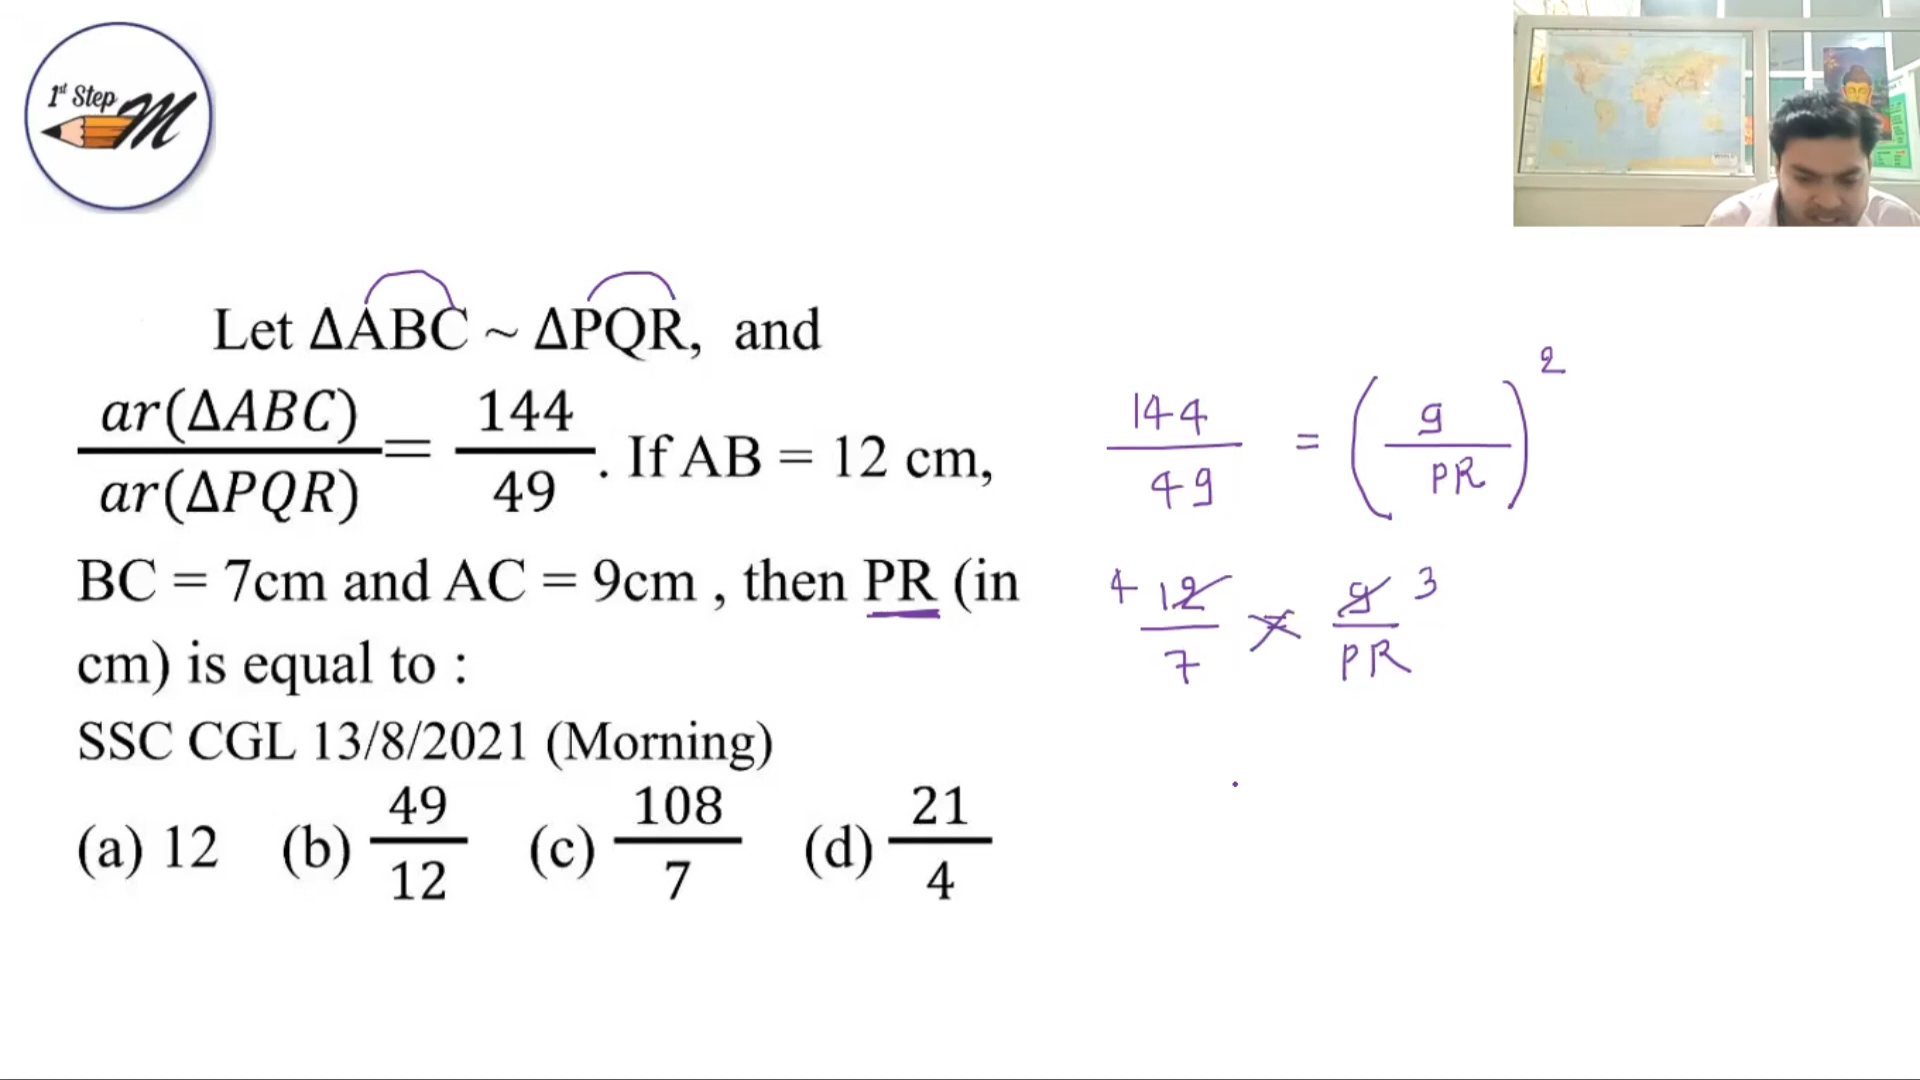 1st Step M
Let ΔABC ~ ΔPQR, and
ar(ΔABC)/ar(ΔPQR) = 144/49. If AB = 12 cm,
BC = 7cm and AC = 9cm , then PR (in
cm) is equal to :
SSC CGL 13/8/2021 (Morning)
(a) 12 (b) 49/12 (c) 108/7 (d) 21/4
144/49 = (9/PR)²
4 12/7 × 9/PR 3